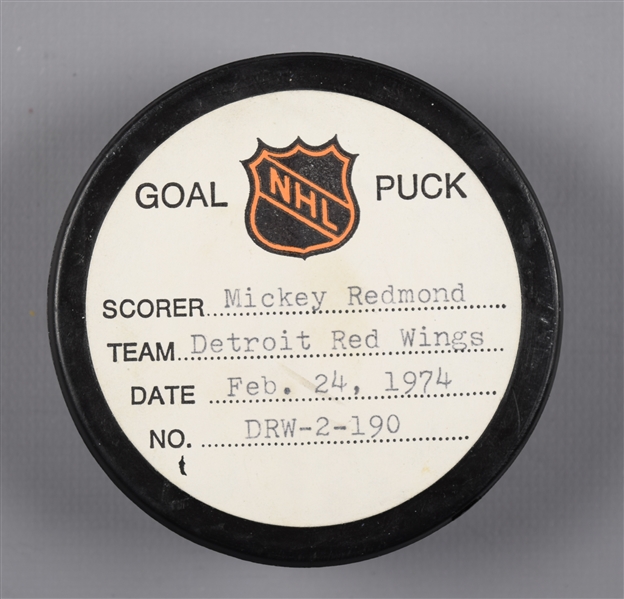 GOAL NHL PUCK
SCORER Mickey Redmond
TEAM Detroit Red Wings
DATE Feb. 24, 1974
NO. DRW-2-190